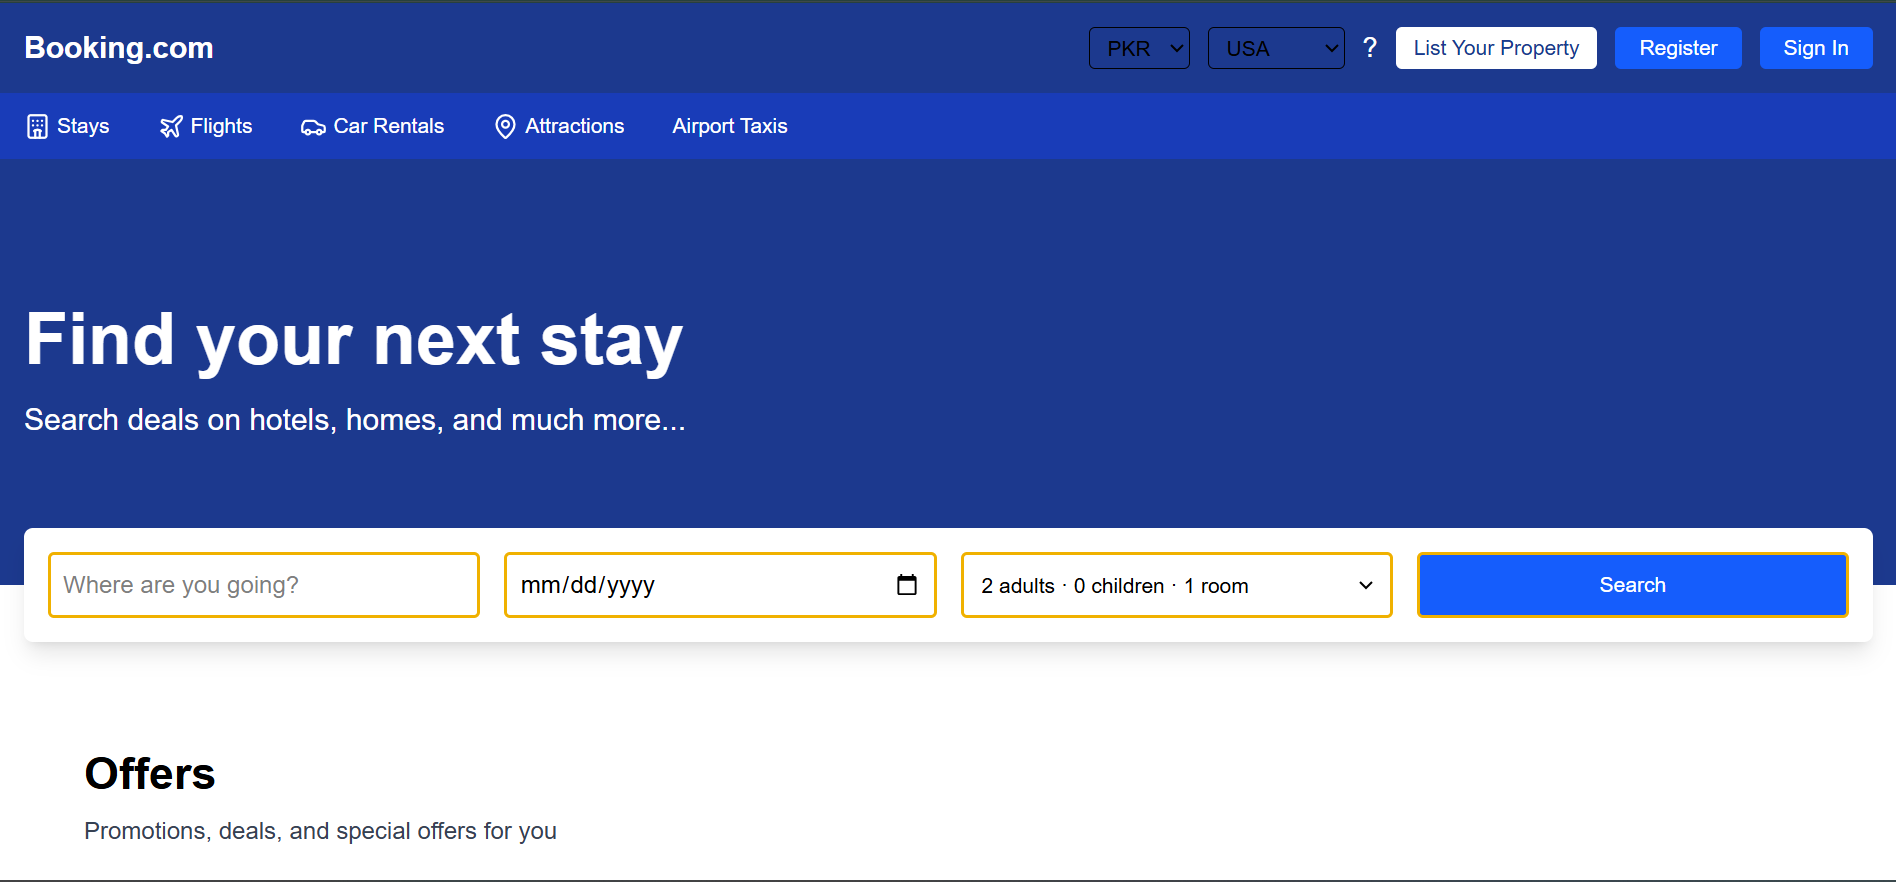 Booking.com PKR USA ? List Your Property Register Sign In
Stays Flights Car Rentals Attractions Airport Taxis
Find your next stay
Search deals on hotels, homes, and much more...
Where are you going? mm/dd/yyyy 2 adults · 0 children · 1 room Search
Offers
Promotions, deals, and special offers for you